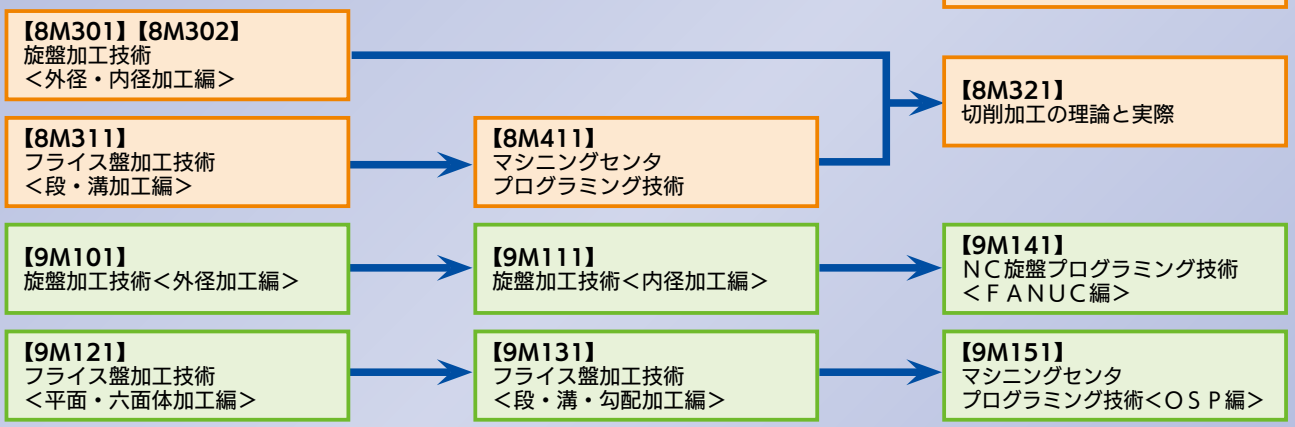 【8M301】【8M302】
旋盤加工技術
＜外径・内径加工編＞
【8M321】
切削加工の理論と実際
【8M311】
フライス盤加工技術
＜段・溝加工編＞
【8M411】
マシニングセンタ
プログラミング技術
【9M101】
旋盤加工技術＜外径加工編＞
【9M111】
旋盤加工技術＜内径加工編＞
【9M141】
ＮＣ旋盤プログラミング技術
＜ＦＡＮＵＣ編＞
【9M121】
フライス盤加工技術
＜平面・六面体加工編＞
【9M131】
フライス盤加工技術
＜段・溝・勾配加工編＞
【9M151】
マシニングセンタ
プログラミング技術＜ＯＳＰ編＞